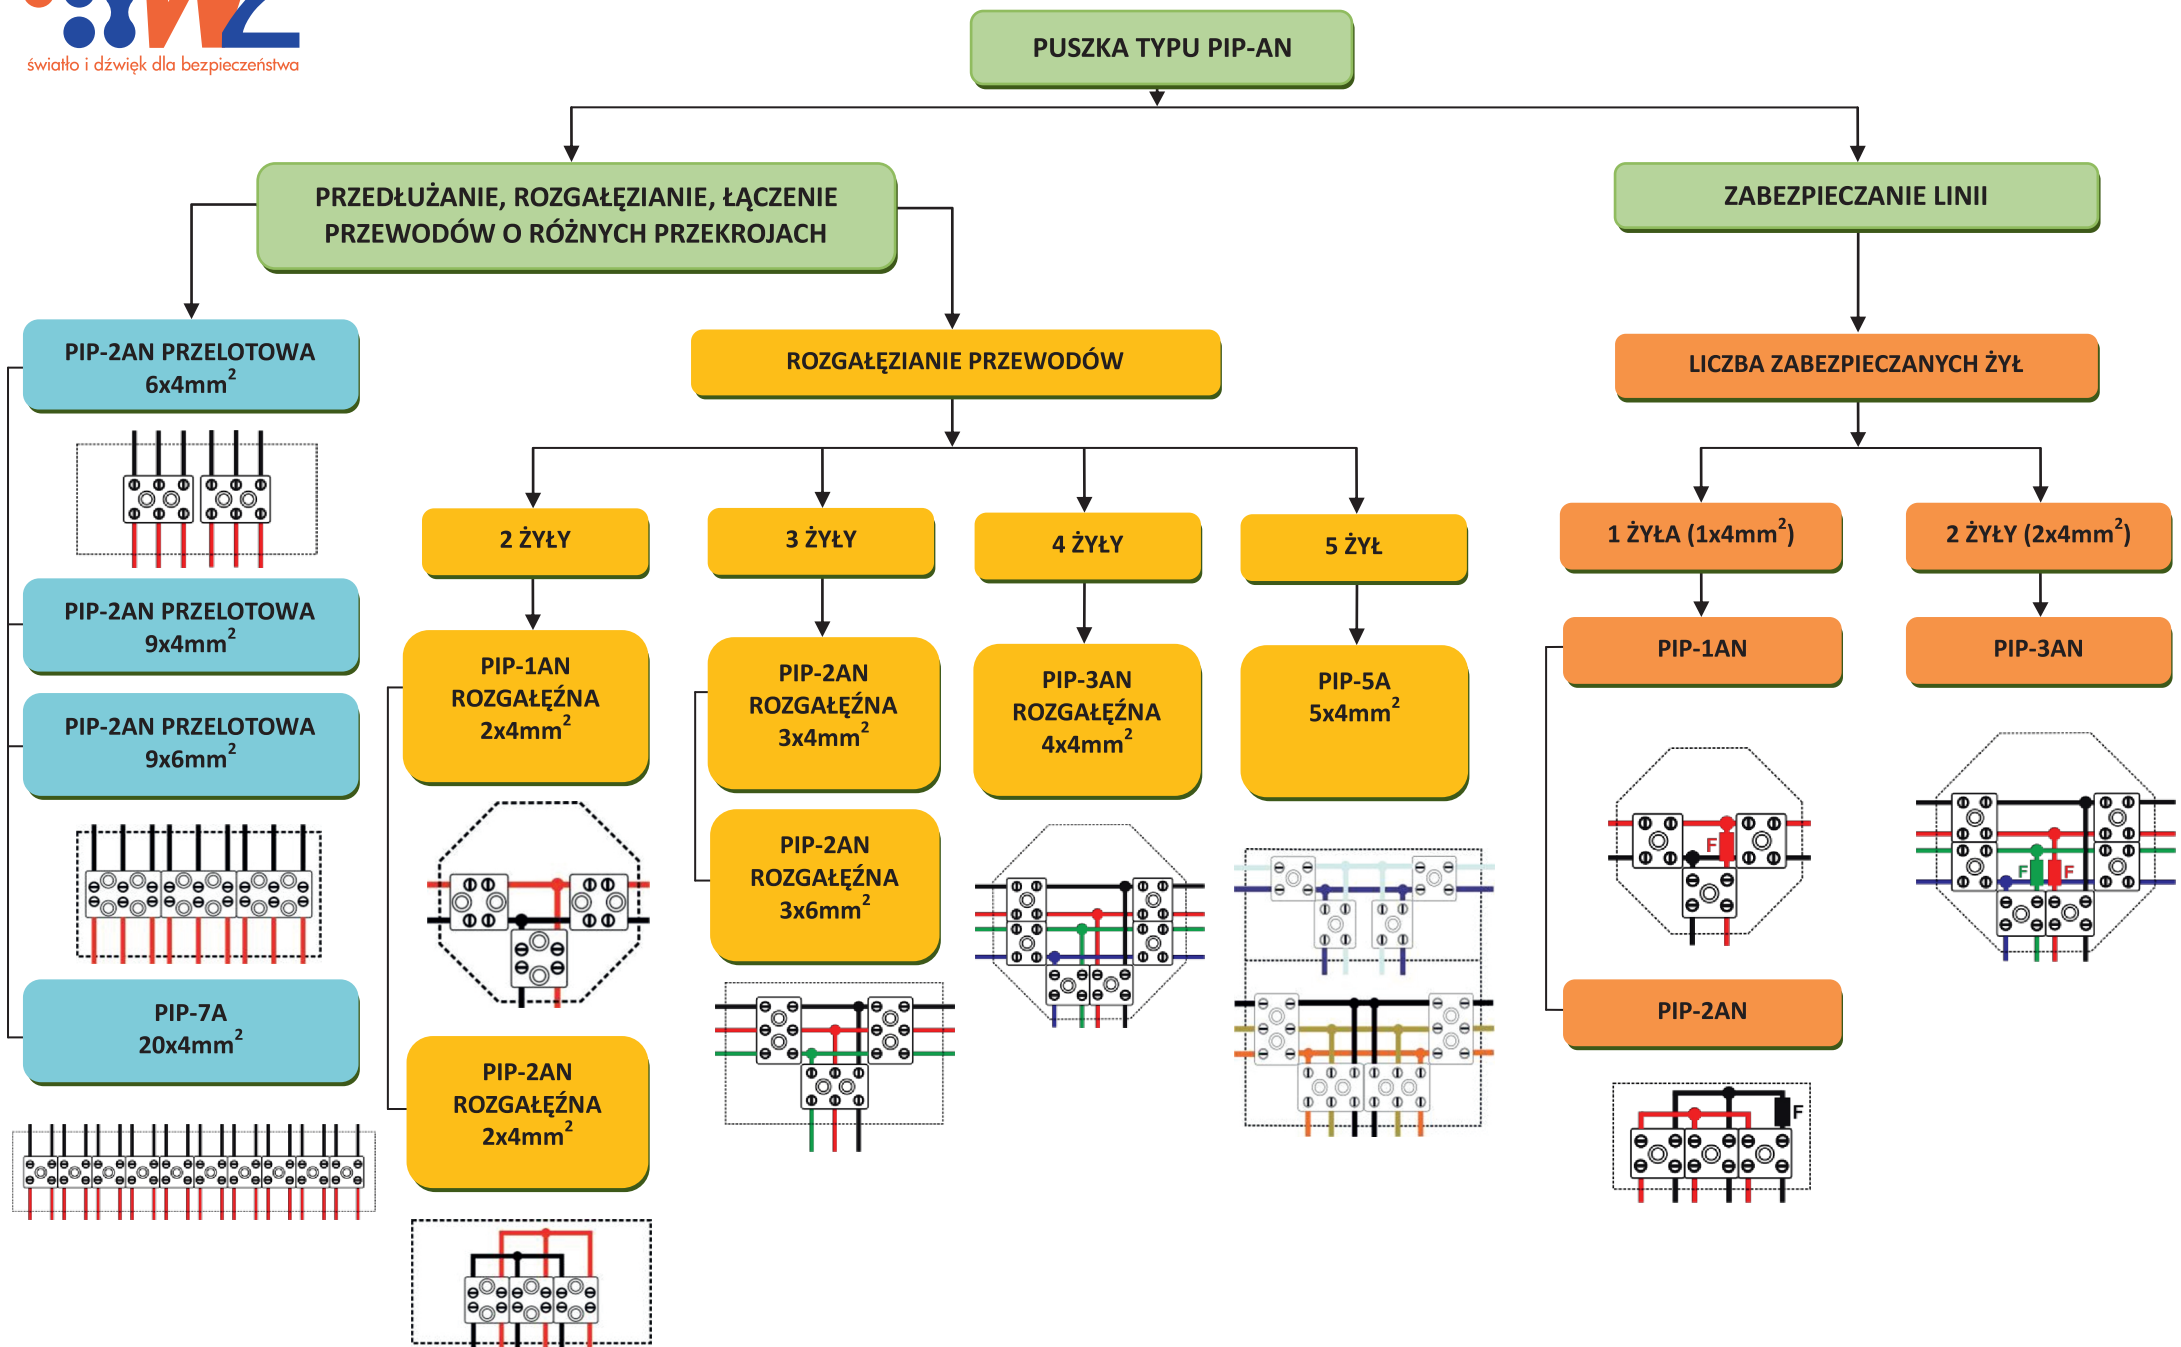 światło i dźwięk dla bezpieczeństwa
PUSZKA TYPU PIP-AN
PRZEDŁUŻANIE, ROZGAŁĘZIANIE, ŁĄCZENIE
PRZEWODÓW O RÓŻNYCH PRZEKROJACH
ZABEZPIECZANIE LINII
PIP-2AN PRZELOTOWA
6x4mm²
PIP-2AN PRZELOTOWA
9x4mm²
PIP-2AN PRZELOTOWA
9x6mm²
PIP-7A
20x4mm²
ROZGAŁĘZIANIE PRZEWODÓW
2 ŻYŁY
PIP-1AN
ROZGAŁĘŹNA
2x4mm²
PIP-2AN
ROZGAŁĘŹNA
2x4mm²
3 ŻYŁY
PIP-2AN
ROZGAŁĘŹNA
3x4mm²
PIP-2AN
ROZGAŁĘŹNA
3x6mm²
4 ŻYŁY
PIP-3AN
ROZGAŁĘŹNA
4x4mm²
5 ŻYŁ
PIP-5A
5x4mm²
LICZBA ZABEZPIECZANYCH ŻYŁ
1 ŻYŁA (1x4mm²)
PIP-1AN
F
PIP-2AN
F
2 ŻYŁY (2x4mm²)
PIP-3AN
F F